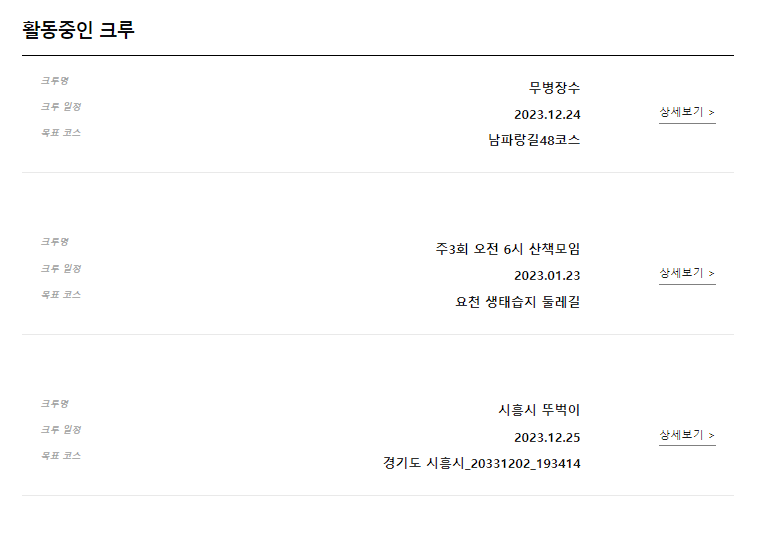 활동중인 크루
크루명
무병장수
크루 일정
2023.12.24
상세보기 >
목표 코스
남파랑길48코스
크루명
주3회 오전 6시 산책모임
크루 일정
2023.01.23
상세보기 >
목표 코스
요천 생태습지 둘레길
크루명
시흥시 뚜벅이
크루 일정
2023.12.25
상세보기 >
목표 코스
경기도 시흥시_20331202_193414